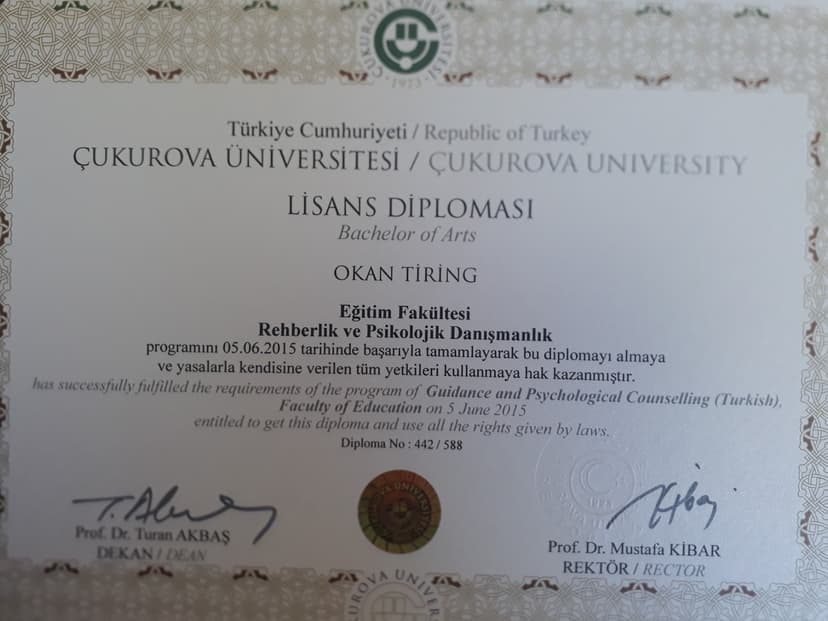 ÇUKUROVA ÜNİVERSİTESİ
1973
Türkiye Cumhuriyeti / Republic of Turkey
ÇUKUROVA ÜNİVERSİTESİ / ÇUKUROVA UNIVERSITY
LİSANS DİPLOMASI
Bachelor of Arts
OKAN TİRİNG
Eğitim Fakültesi
Rehberlik ve Psikolojik Danışmanlık
programını 05.06.2015 tarihinde başarıyla tamamlayarak bu diplomayı almaya
ve yasalarla kendisine verilen tüm yetkileri kullanmaya hak kazanmıştır.
has successfully fulfilled the requirements of the program of Guidance and Psychological Counselling (Turkish),
Faculty of Education on 5 June 2015
entitled to get this diploma and use all the rights given by laws.
Diploma No : 442 / 588
Prof. Dr. Turan AKBAŞ
DEKAN / DEAN
Prof. Dr. Mustafa KİBAR
REKTÖR / RECTOR